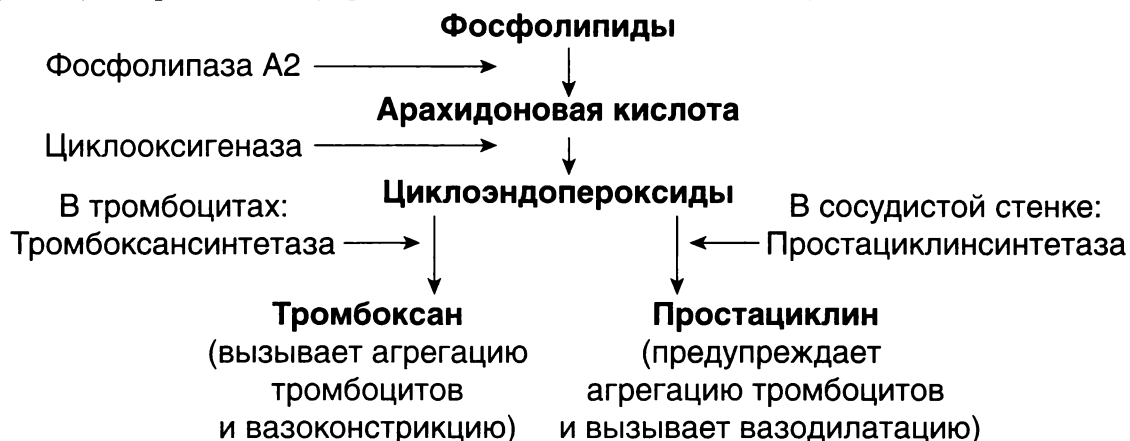 Фосфолипиды
Фосфолипаза А2
Арахидоновая кислота
Циклооксигеназа
Циклоэндопероксиды
В тромбоцитах:
Тромбоксансинтетаза
В сосудистой стенке:
Простациклинсинтетаза
Тромбоксан
(вызывает агрегацию
тромбоцитов
и вазоконстрикцию)
Простациклин
(предупреждает
агрегацию тромбоцитов
и вызывает вазодилатацию)